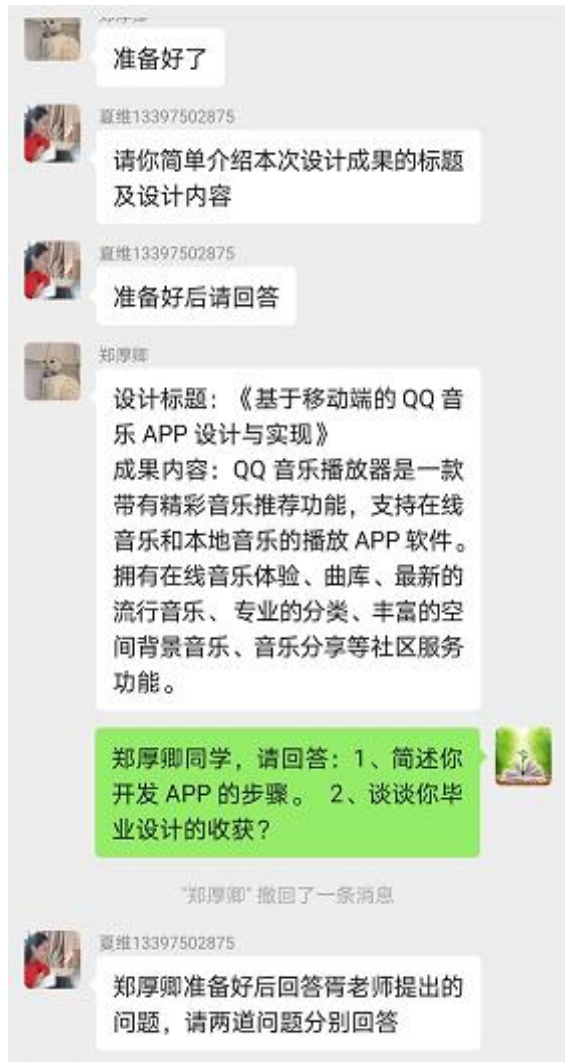 准备好了
夏维13397502875
请你简单介绍本次设计成果的标题
及设计内容
夏维13397502875
准备好后请回答
郑厚卿
设计标题：《基于移动端的 QQ 音
乐 APP 设计与实现》
成果内容：QQ 音乐播放器是一款
带有精彩音乐推荐功能，支持在线
音乐和本地音乐的播放 APP 软件。
拥有在线音乐体验、曲库、最新的
流行音乐、 专业的分类、丰富的空
间背景音乐、音乐分享等社区服务
功能。
郑厚卿同学，请回答：1、简述你
开发 APP 的步骤。 2、谈谈你毕
业设计的收获？
"郑厚卿" 撤回了一条消息
夏维13397502875
郑厚卿准备好后回答胥老师提出的
问题，请两道问题分别回答